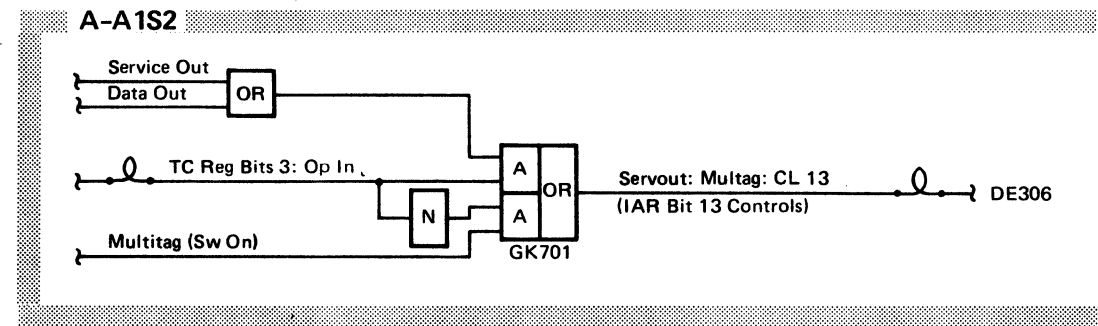 A-A1S2
Service Out
Data Out
OR
TC Reg Bits 3: Op In
A
OR
N
A
Servout: Multag: CL 13
(IAR Bit 13 Controls)
DE306
Multitag (Sw On)
GK701